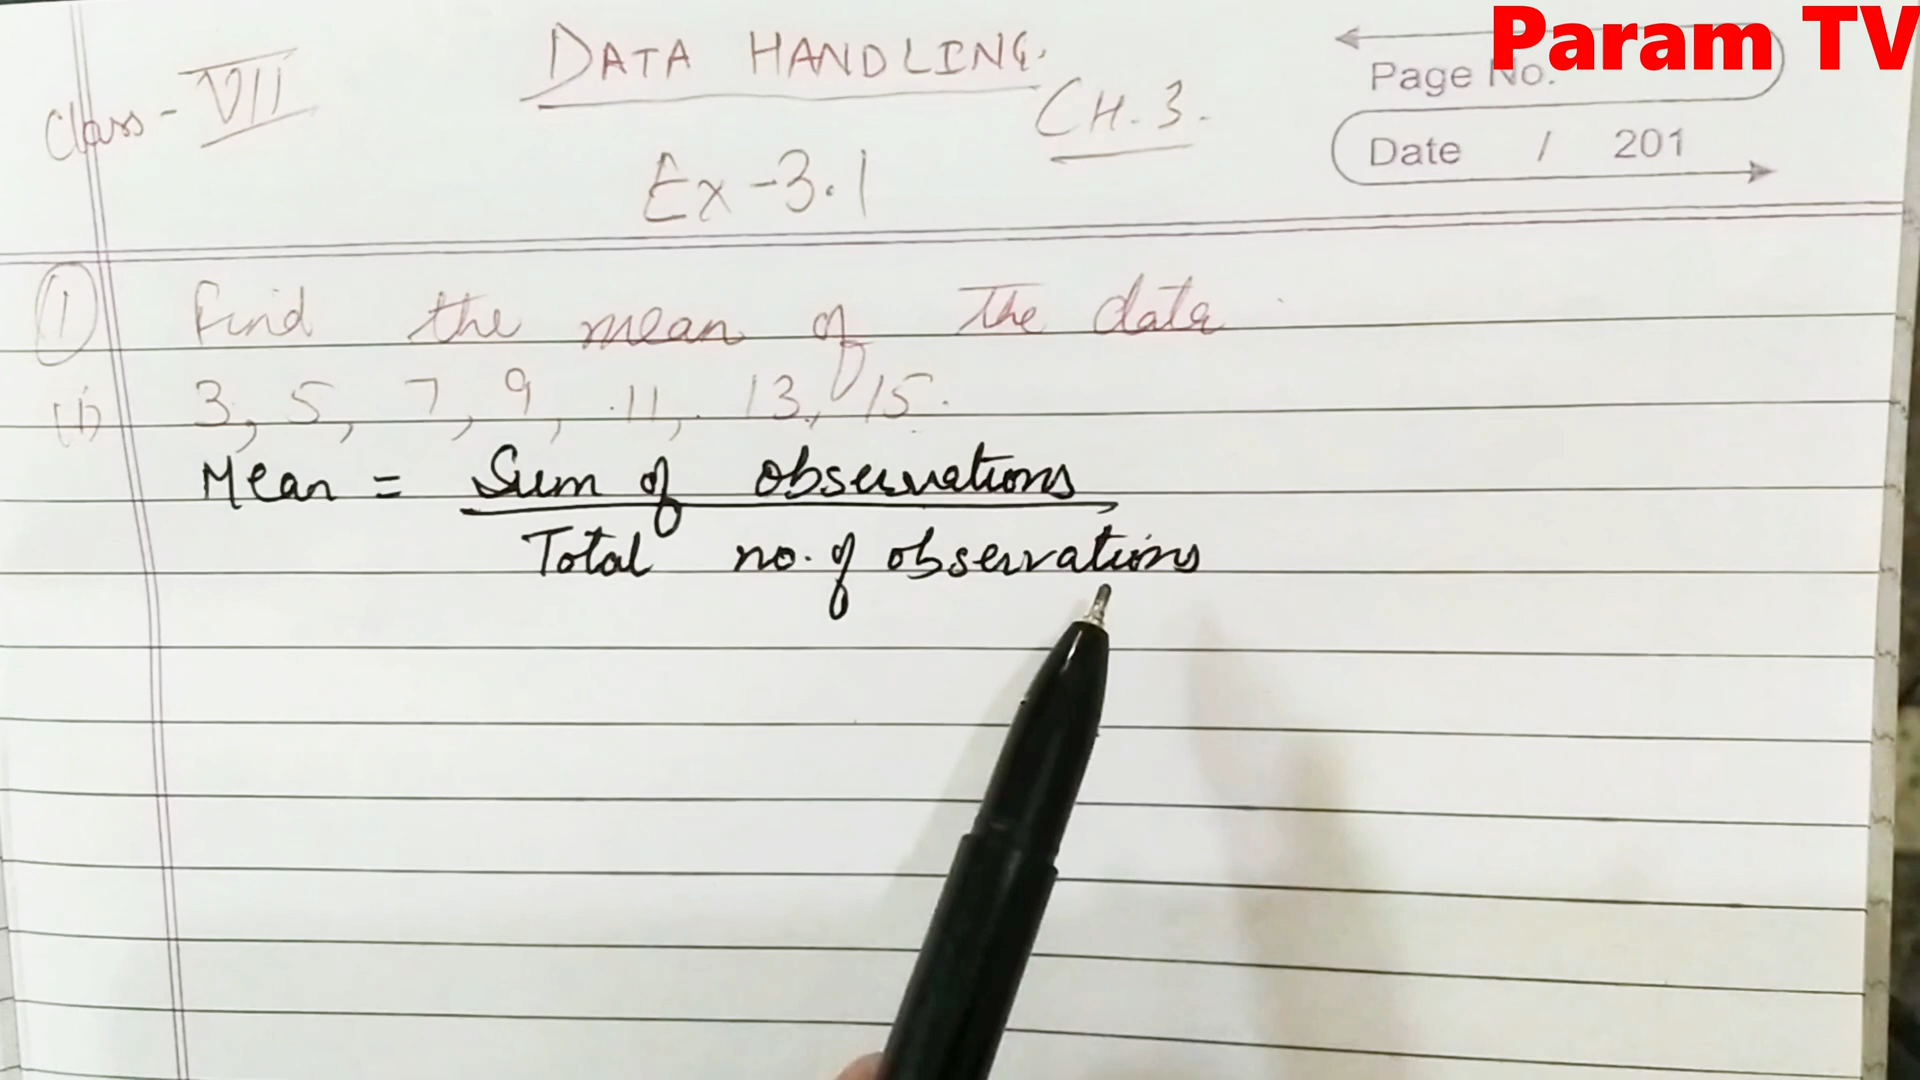 Param TV
Class - VII
DATA HANDLING.
CH.3.
Page No.
Date / 201
Ex - 3.1
1 Find the mean of the data
(i) 3, 5, 7, 9, 11, 13, 15.
Mean = Sum of observations
Total no. of observations